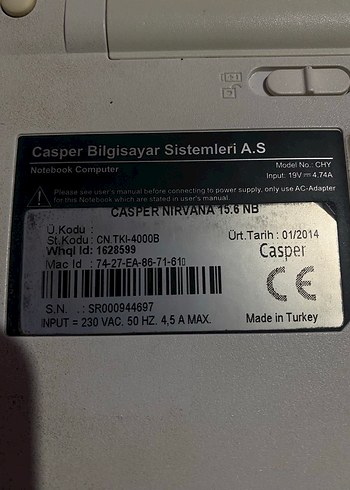 Casper Bilgisayar Sistemleri A.S
Notebook Computer
Model No.: CHY
Input: 19V ⎓ 4.74A
Please see user's manual before connecting to power supply, only use AC-Adapter
for this Notebook which are stated in user's manual.
CASPER NIRVANA 15.6 NB
Ü.Kodu :
St.Kodu : CN.TKI-4000B
Ürt.Tarih : 01/2014
Whql Id: 1628599
Casper
Mac Id : 74-27-EA-86-71-610
CE
S.N. .: SR000944697
INPUT = 230 VAC. 50 HZ. 4,5 A MAX.
Made in Turkey